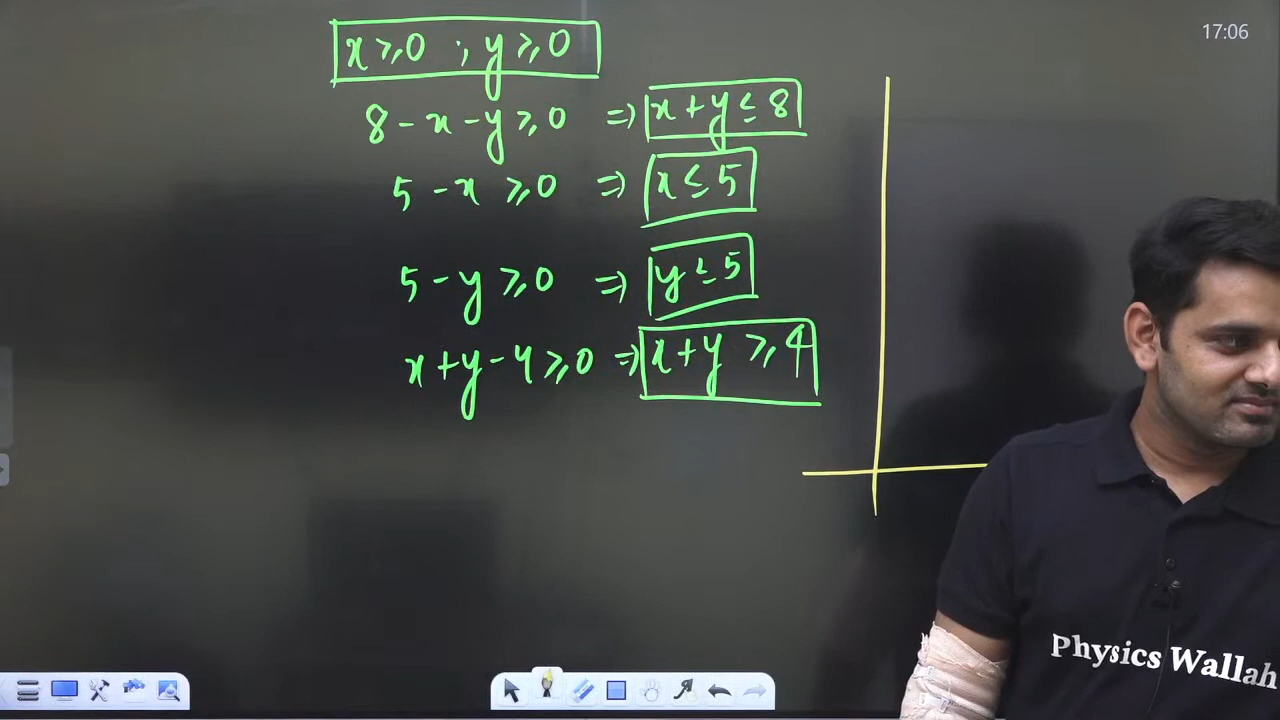 17:06
x ≥ 0 ; y ≥ 0
8 - x - y ≥ 0 ⇒ x + y ≤ 8
5 - x ≥ 0 ⇒ x ≤ 5
5 - y ≥ 0 ⇒ y ≤ 5
x + y - 4 ≥ 0 ⇒ x + y ≥ 4
Physics Wallah